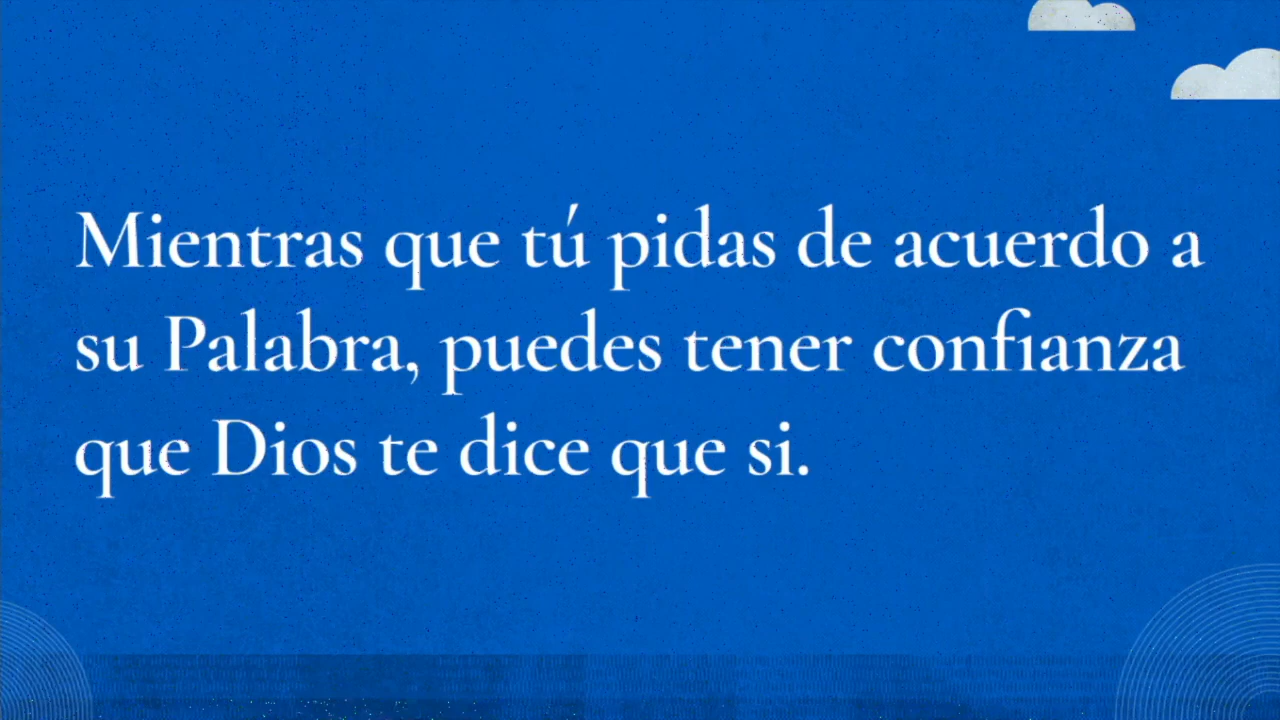 Mientras que tú pidas de acuerdo a
su Palabra, puedes tener confianza
que Dios te dice que si.